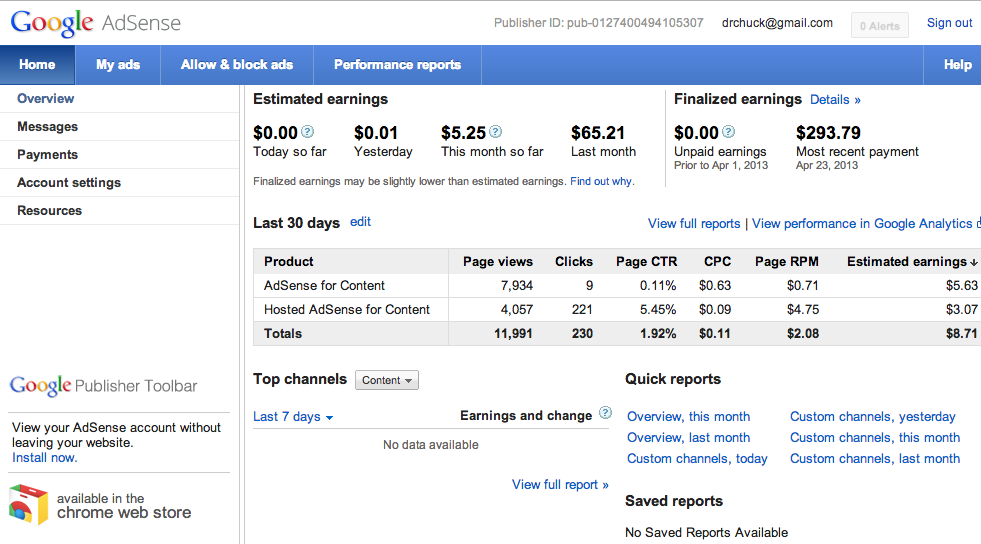 Google AdSense
Publisher ID: pub-0127400494105307 drchuck@gmail.com 0 Alerts Sign out
Home My ads Allow & block ads Performance reports Help
Overview
Messages
Payments
Account settings
Resources
Estimated earnings
$0.00 ? $0.01 $5.25 ? $65.21
Today so far Yesterday This month so far Last month
Finalized earnings may be slightly lower than estimated earnings. Find out why.
Finalized earnings Details »
$0.00 ? $293.79
Unpaid earnings Most recent payment
Prior to Apr 1, 2013 Apr 23, 2013
Last 30 days edit
View full reports | View performance in Google Analytics
Product Page views Clicks Page CTR CPC Page RPM Estimated earnings ↓
AdSense for Content 7,934 9 0.11% $0.63 $0.71 $5.63
Hosted AdSense for Content 4,057 221 5.45% $0.09 $4.75 $3.07
Totals 11,991 230 1.92% $0.11 $2.08 $8.71
Google Publisher Toolbar
View your AdSense account without
leaving your website.
Install now.
available in the
chrome web store
Top channels Content
Last 7 days Earnings and change ?
No data available
View full report »
Quick reports
Overview, this month Custom channels, yesterday
Overview, last month Custom channels, this month
Custom channels, today Custom channels, last month
Saved reports
No Saved Reports Available